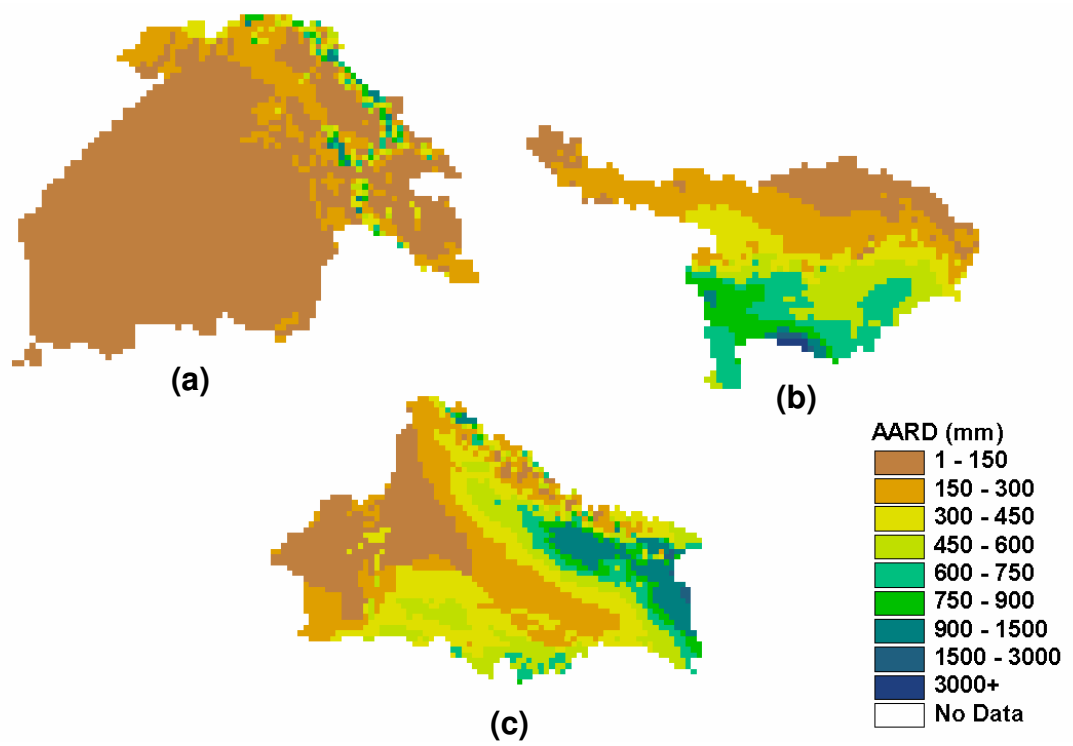 (a)
(b)
(c)
AARD (mm)
1 - 150
150 - 300
300 - 450
450 - 600
600 - 750
750 - 900
900 - 1500
1500 - 3000
3000+
No Data